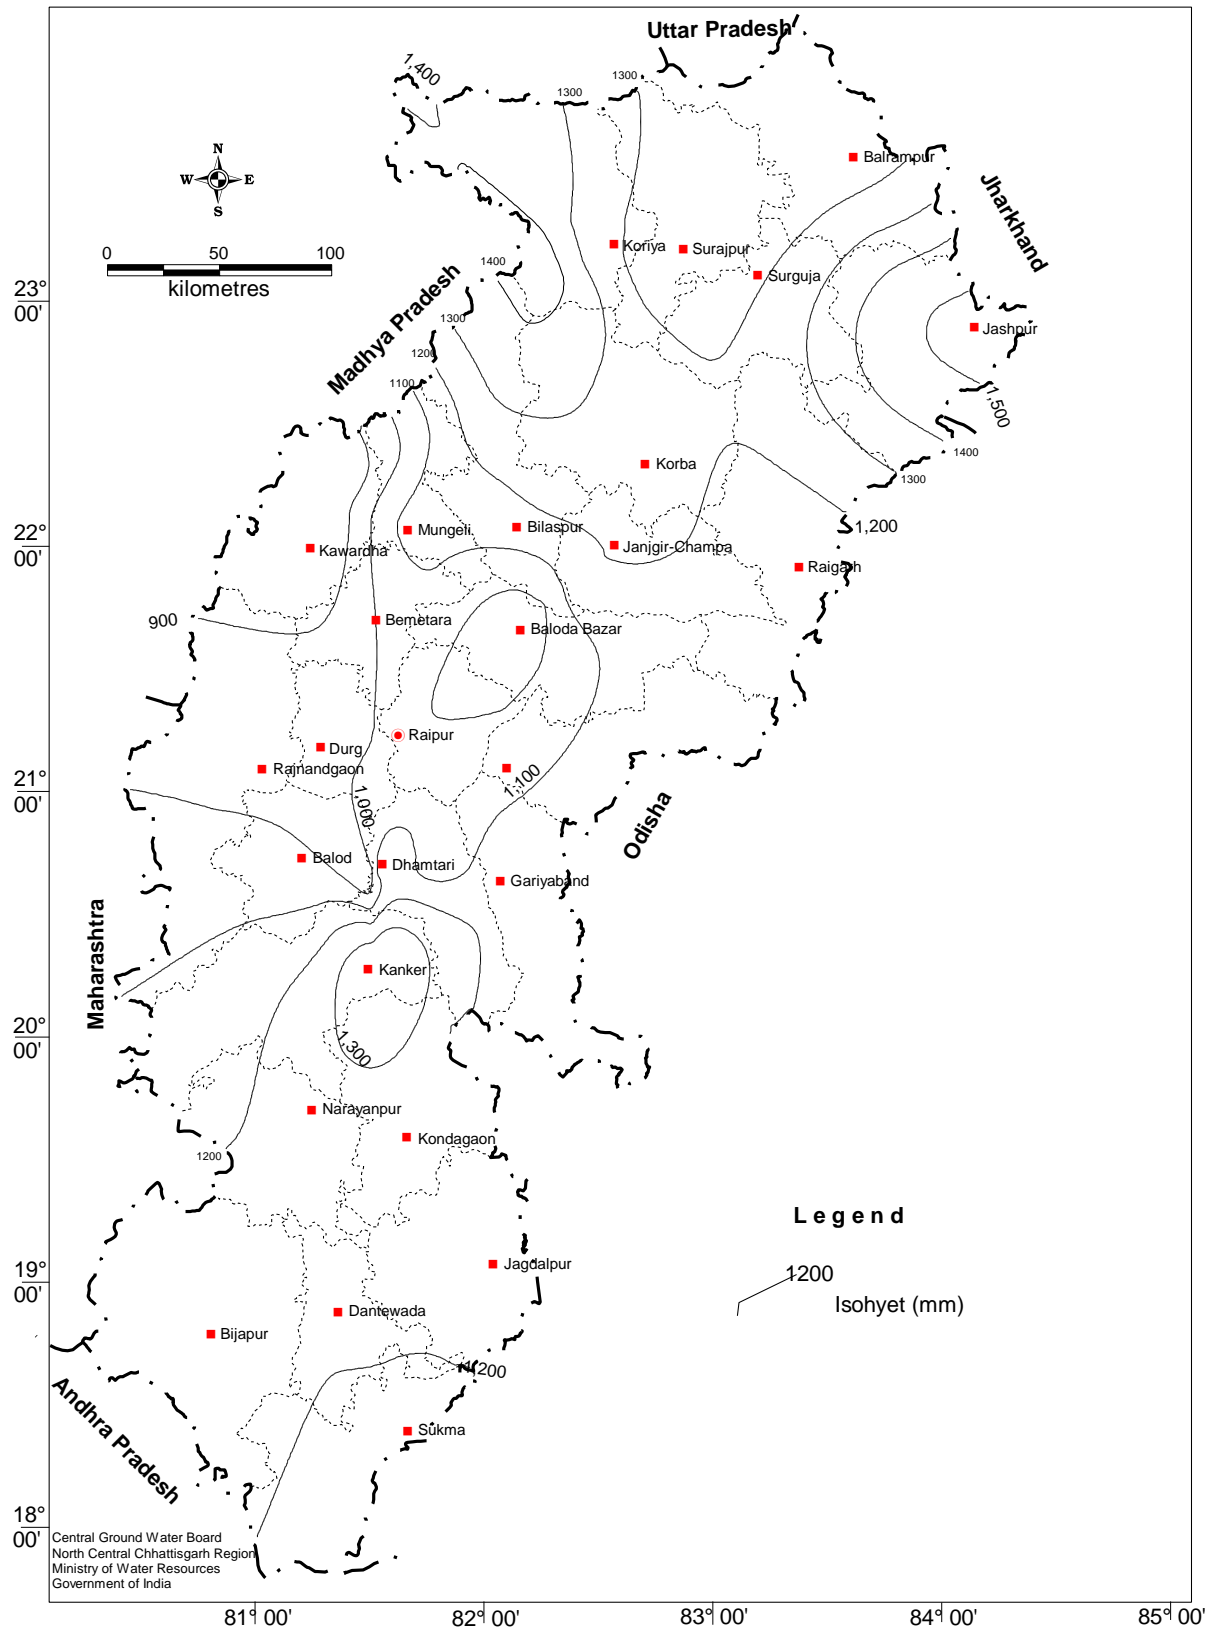 Uttar Pradesh
1,400
1300
1300
N
W E
S
Balrampur
Jharkhand
0 50 100
kilometres
Koriya
Surajpur
Surguja
1400
Madhya Pradesh
23°
00'
1300
Jashpur
1200
1100
1,500
1400
Korba
1300
22°
00'
Mungeli
Bilaspur
1,200
Kawardha
Janjgir-Champa
Raigarh
900
Bemetara
Baloda Bazar
Raipur
Durg
Rajnandgaon
1,100
21°
00'
1,000
Odisha
Balod
Dhamtari
Gariyaband
Maharashtra
Kanker
20°
00'
1,300
Narayanpur
Kondagaon
1200
Legend
Jagdalpur
1200
19°
00'
Isohyet (mm)
Dantewada
Bijapur
1,200
Andhra Pradesh
Sukma
18°
00'
Central Ground Water Board
North Central Chhattisgarh Region
Ministry of Water Resources
Government of India
81° 00' 82° 00' 83° 00' 84° 00' 85° 00'